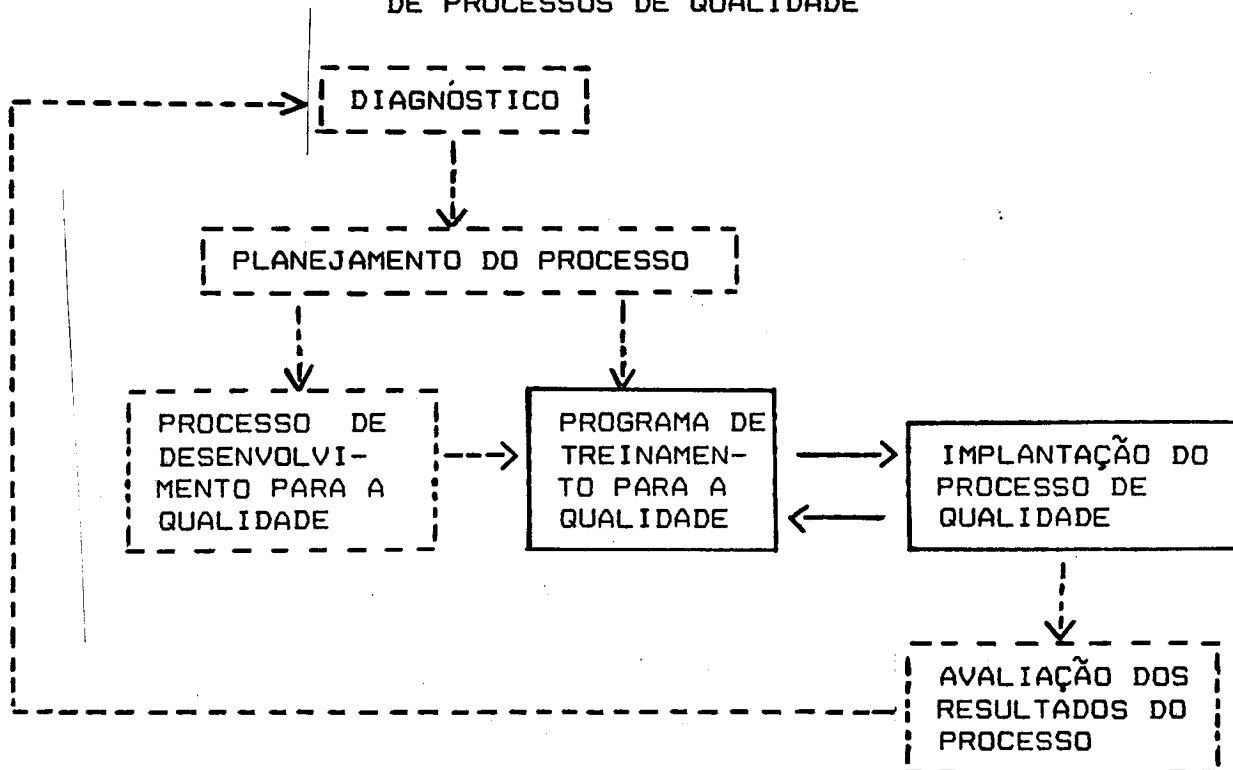 DE PROCESSOS DE QUALIDADE
DIAGNÓSTICO
PLANEJAMENTO DO PROCESSO
PROCESSO DE
DESENVOLVI-
MENTO PARA A
QUALIDADE
PROGRAMA DE
TREINAMEN-
TO PARA A
QUALIDADE
IMPLANTAÇÃO DO
PROCESSO DE
QUALIDADE
AVALIAÇÃO DOS
RESULTADOS DO
PROCESSO